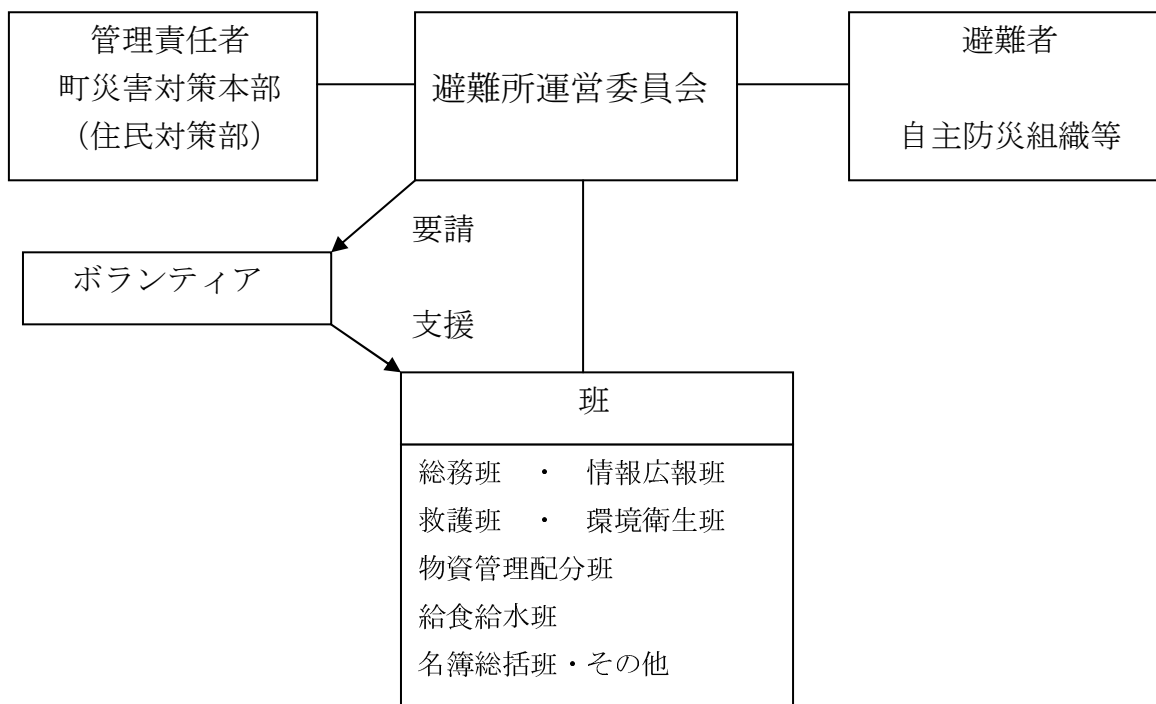 管理責任者
町災害対策本部
（住民対策部）
避難所運営委員会
避難者
自主防災組織等
要請
ボランティア
支援
班
総務班　・　情報広報班
救護班　・　環境衛生班
物資管理配分班
給食給水班
名簿総括班・その他